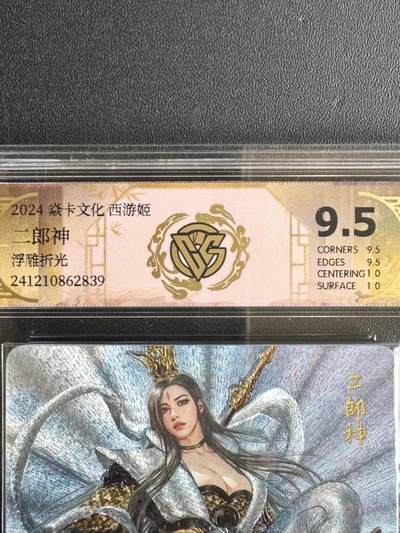 2024 焱卡文化 西游姬
二郎神
浮雕折光
241210862839
9.5
CORNERS 9.5
EDGES 9.5
CENTERING 10
SURFACE 10
二郎神